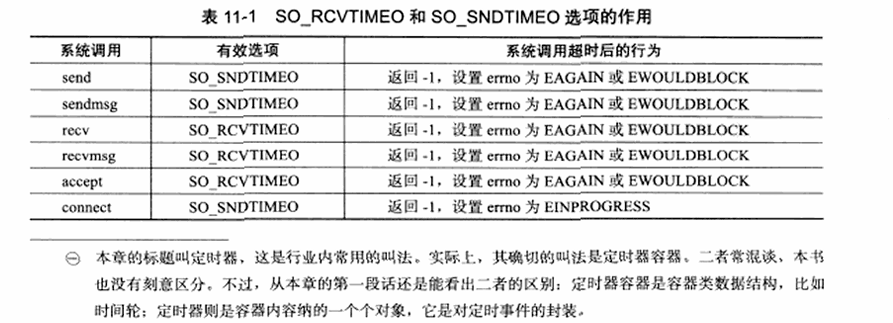 表 11-1 SO_RCVTIMEO 和 SO_SNDTIMEO 选项的作用
系统调用 有效选项 系统调用超时后的行为
send SO_SNDTIMEO 返回 -1，设置 errno 为 EAGAIN 或 EWOULDBLOCK
sendmsg SO_SNDTIMEO 返回 -1，设置 errno 为 EAGAIN 或 EWOULDBLOCK
recv SO_RCVTIMEO 返回 -1，设置 errno 为 EAGAIN 或 EWOULDBLOCK
recvmsg SO_RCVTIMEO 返回 -1，设置 errno 为 EAGAIN 或 EWOULDBLOCK
accept SO_RCVTIMEO 返回 -1，设置 errno 为 EAGAIN 或 EWOULDBLOCK
connect SO_SNDTIMEO 返回 -1，设置 errno 为 EINPROGRESS
㊀ 本章的标题叫定时器，这是行业内常用的叫法。实际上，其确切的叫法是定时器容器。二者常混谈、本书
也没有刻意区分。不过，从本章的第一段话还是能看出二者的区别：定时器容器是容器类数据结构，比如
时间轮；定时器则是容器内容纳的一个个对象，它是对定时事件的封装。